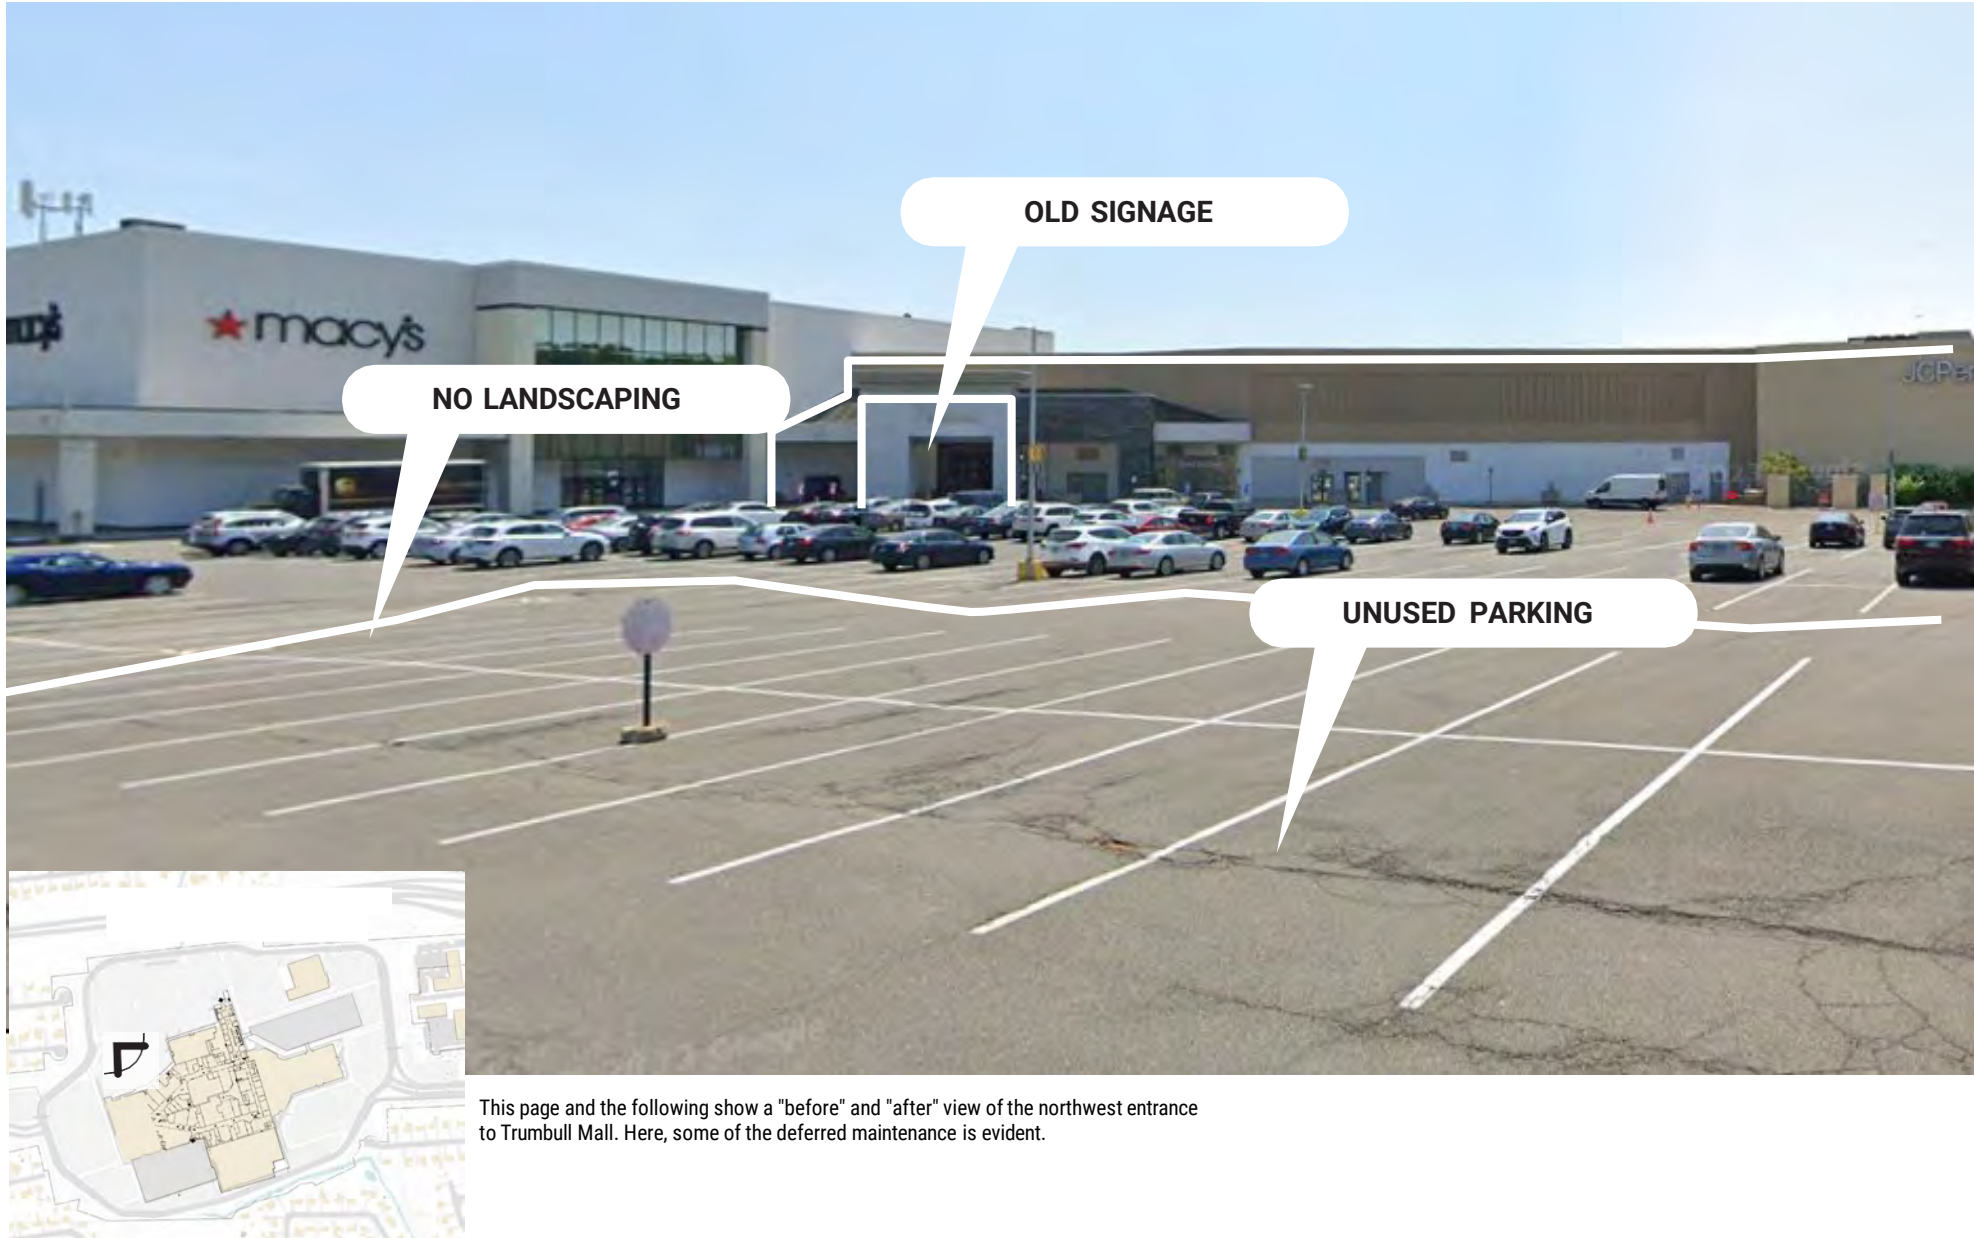 OLD SIGNAGE
macy's
JCPen
NO LANDSCAPING
UNUSED PARKING
This page and the following show a "before" and "after" view of the northwest entrance
to Trumbull Mall. Here, some of the deferred maintenance is evident.